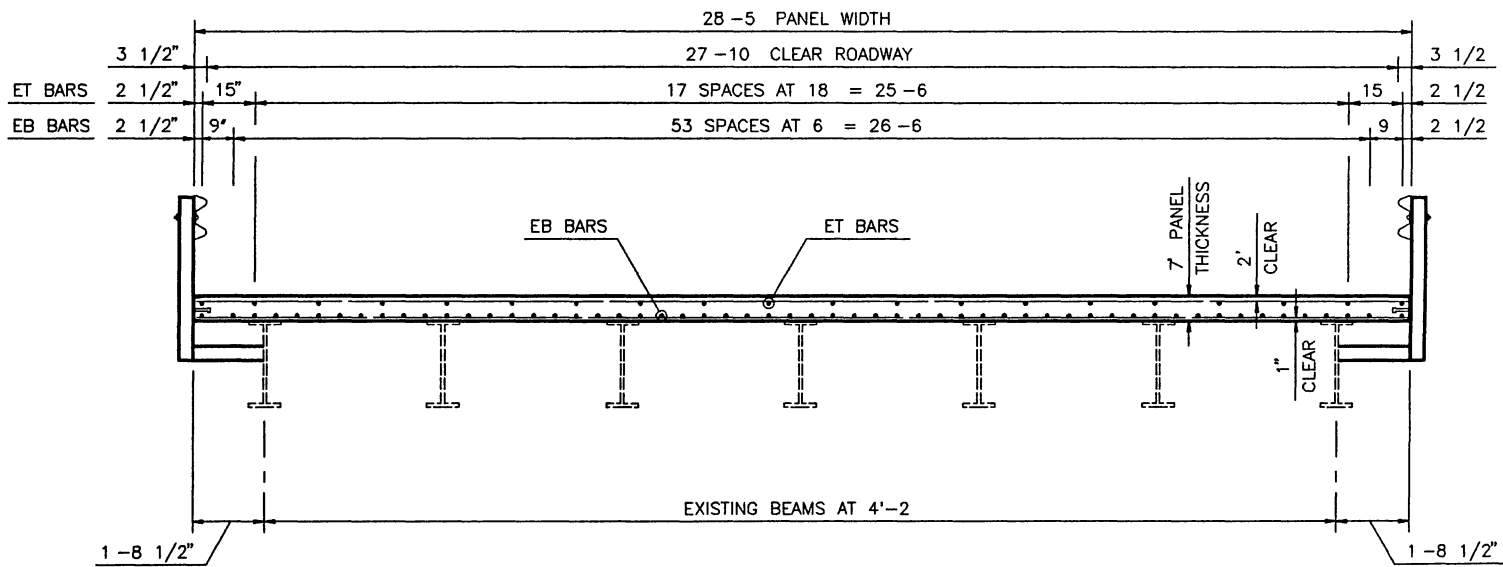 28 -5 PANEL WIDTH
3 1/2" 27 -10 CLEAR ROADWAY 3 1/2
ET BARS 2 1/2" 15" 17 SPACES AT 18 = 25 -6 15 2 1/2
EB BARS 2 1/2" 9" 53 SPACES AT 6 = 26 -6 9 2 1/2
EB BARS
ET BARS
7' PANEL
THICKNESS
2'
CLEAR
1"
CLEAR
EXISTING BEAMS AT 4'-2
1 -8 1/2"
1 -8 1/2"